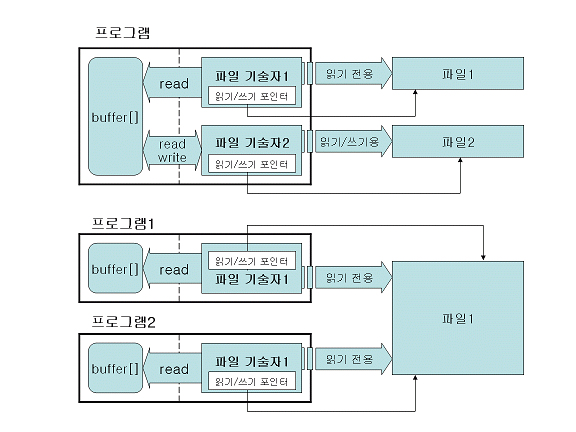 프로그램
buffer[]
read
파일 기술자1
읽기/쓰기 포인터
읽기 전용
파일1
read
write
파일 기술자2
읽기/쓰기 포인터
읽기/쓰기용
파일2
프로그램1
buffer[]
read
읽기/쓰기 포인터
파일 기술자1
읽기 전용
파일1
프로그램2
buffer[]
read
파일 기술자1
읽기/쓰기 포인터
읽기 전용